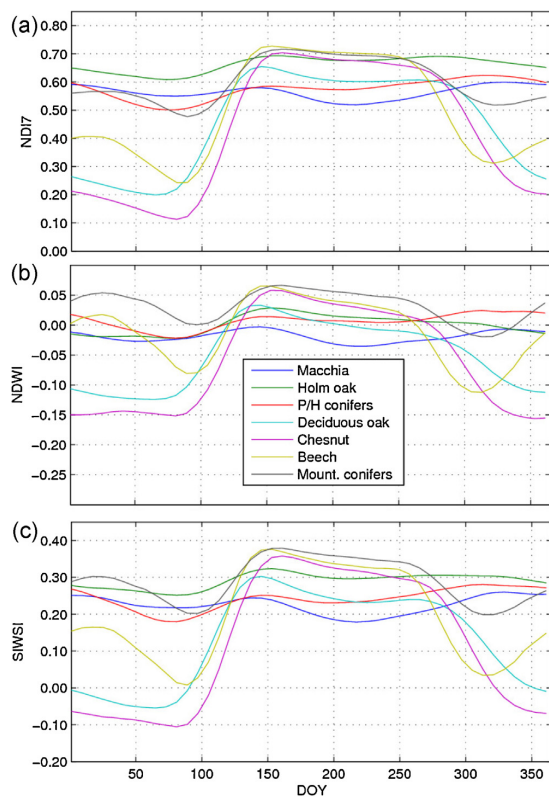 (a)
0.80
0.70
0.60
0.50
0.40
0.30
0.20
0.10
0.00
NDI7
(b)
0.05
0.00
−0.05
−0.10
−0.15
−0.20
−0.25
NDWI
Macchia
Holm oak
P/H conifers
Deciduous oak
Chesnut
Beech
Mount. conifers
(c)
0.40
0.30
0.20
0.10
0.00
−0.10
−0.20
SIWSI
50 100 150 200 250 300 350
DOY